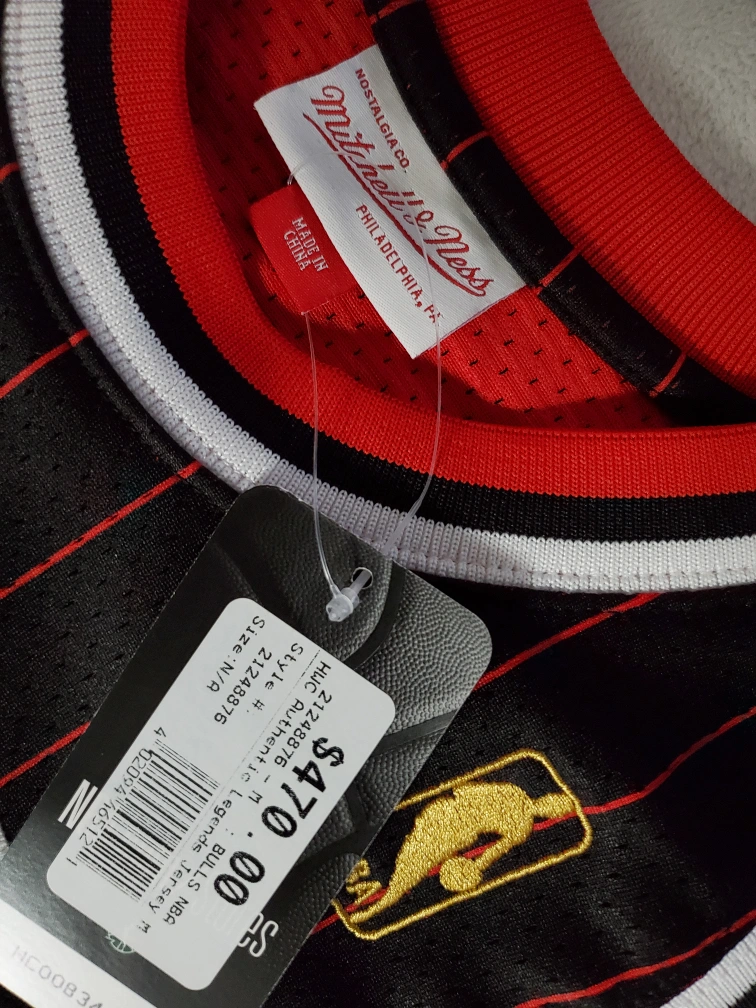 NOSTALGIA CO.
Mitchell & Ness
PHILADELPHIA, PA
MADE IN
CHINA
$470.00
21248876 - M : BULLS NBA
HWC Authentic Legends Jersey M
Style #:
21248876
Size:N/A
HC00834